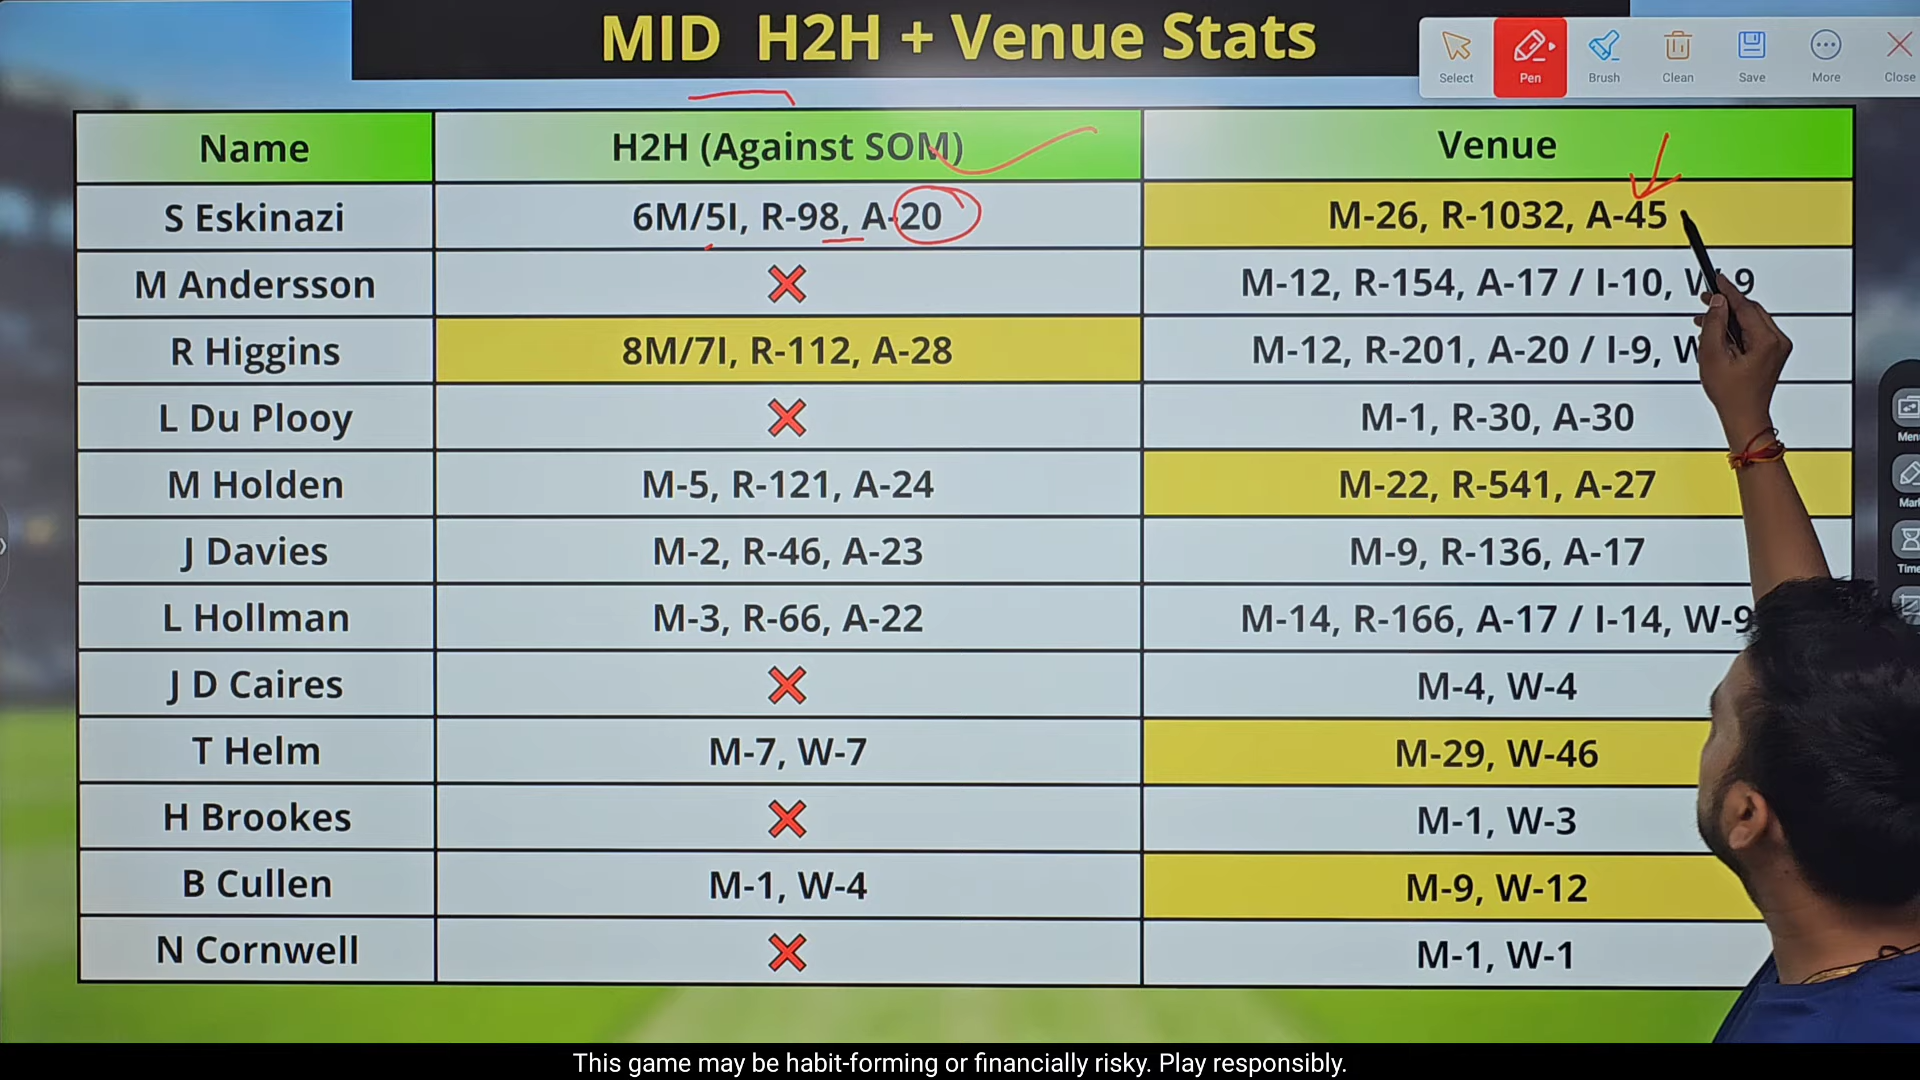 MID H2H + Venue Stats
Select Pen Brush Clean Save More Close
Name H2H (Against SOM) Venue
S Eskinazi 6M/5I, R-98, A-20 M-26, R-1032, A-45
M Andersson ❌ M-12, R-154, A-17 / I-10, W-9
R Higgins 8M/7I, R-112, A-28 M-12, R-201, A-20 / I-9, W
L Du Plooy ❌ M-1, R-30, A-30
M Holden M-5, R-121, A-24 M-22, R-541, A-27
J Davies M-2, R-46, A-23 M-9, R-136, A-17
L Hollman M-3, R-66, A-22 M-14, R-166, A-17 / I-14, W-9
J D Caires ❌ M-4, W-4
T Helm M-7, W-7 M-29, W-46
H Brookes ❌ M-1, W-3
B Cullen M-1, W-4 M-9, W-12
N Cornwell ❌ M-1, W-1
This game may be habit-forming or financially risky. Play responsibly.